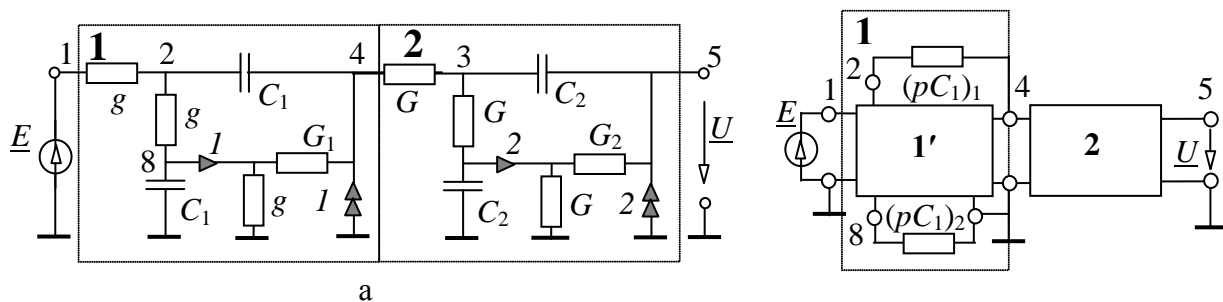 1 1 2 4 2 3 5
g C₁ G C₂
E g 1 G₁ G 2 G₂ U
8 C₁ g 1 C₂ G 2
a
1
2 (pC₁)₁ 4
1 5
E 1′ 2 U
8 (pC₁)₂